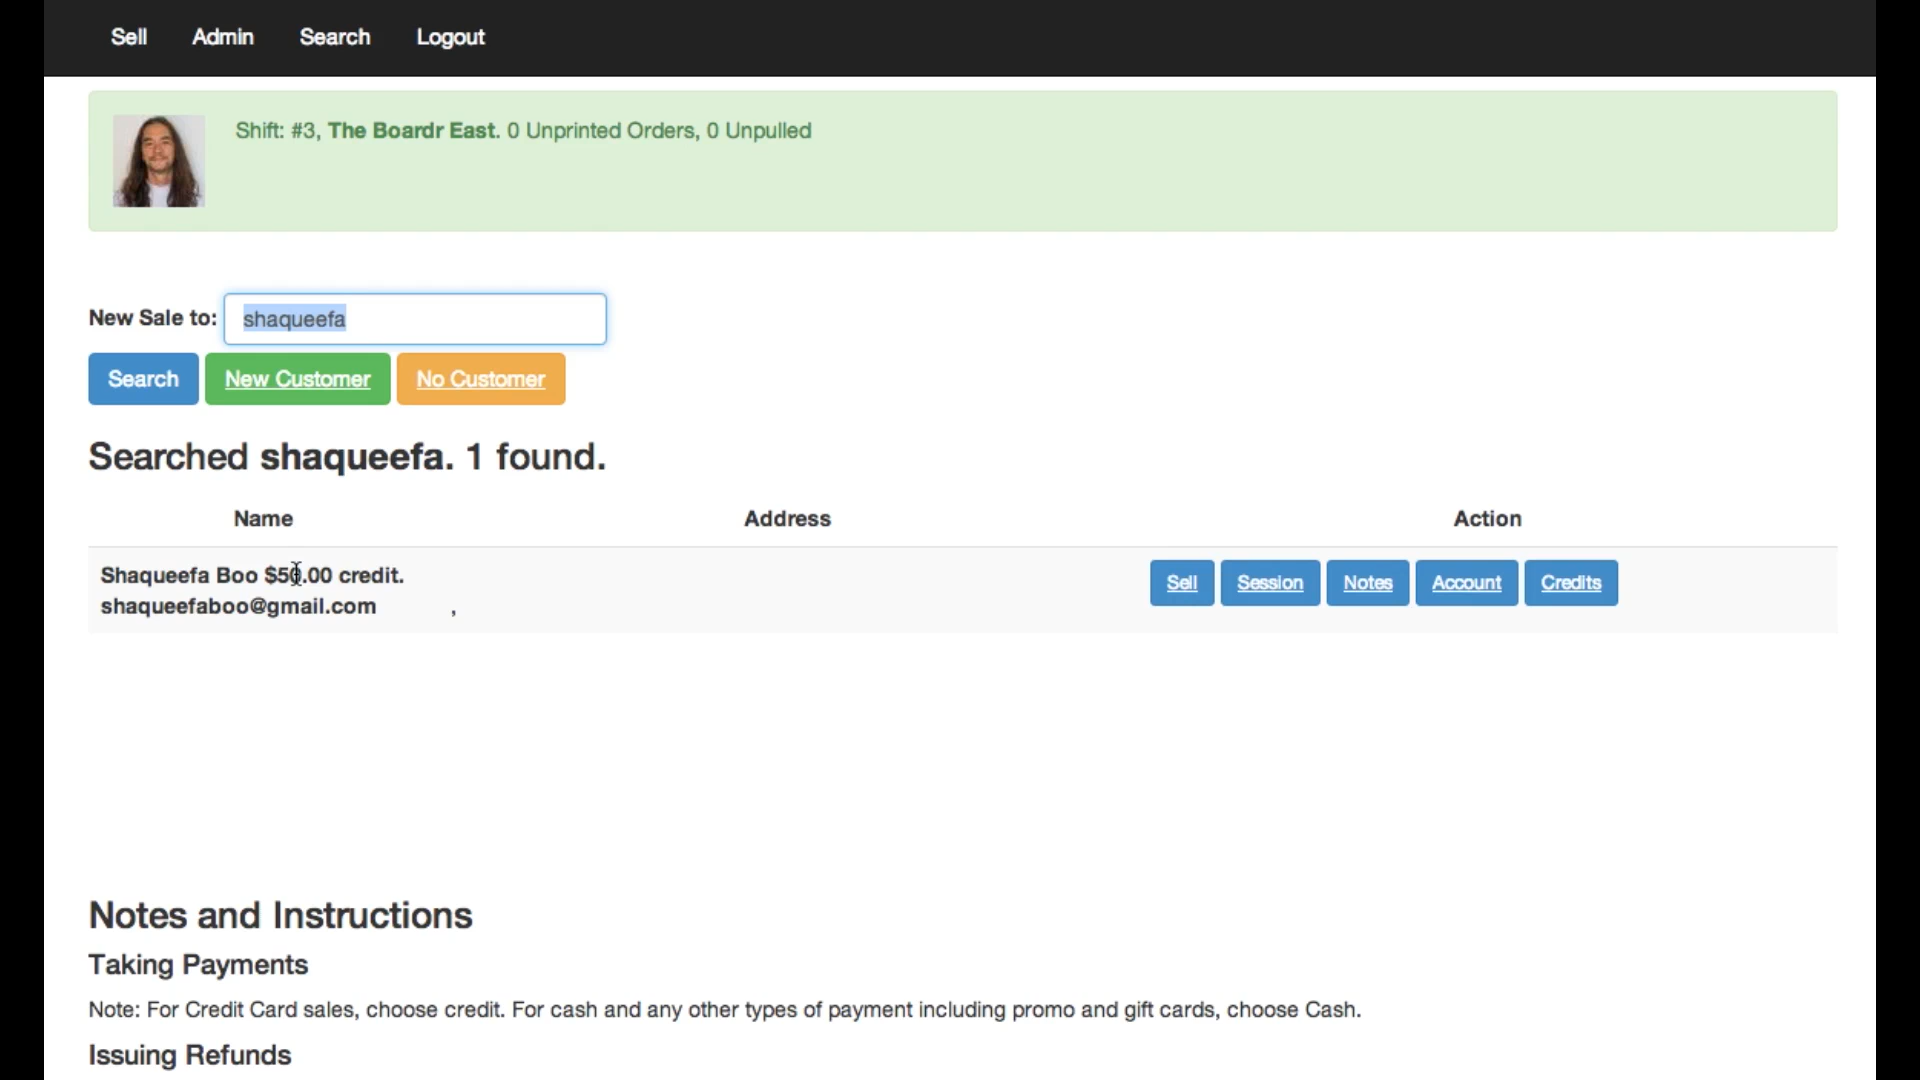 Sell Admin Search Logout
Shift: #3, The Boardr East. 0 Unprinted Orders, 0 Unpulled
New Sale to: shaqueefa
Search New Customer No Customer
Searched shaqueefa. 1 found.
Name Address Action
Shaqueefa Boo $50.00 credit.
shaqueefaboo@gmail.com ,
Sell Session Notes Account Credits
Notes and Instructions
Taking Payments
Note: For Credit Card sales, choose credit. For cash and any other types of payment including promo and gift cards, choose Cash.
Issuing Refunds